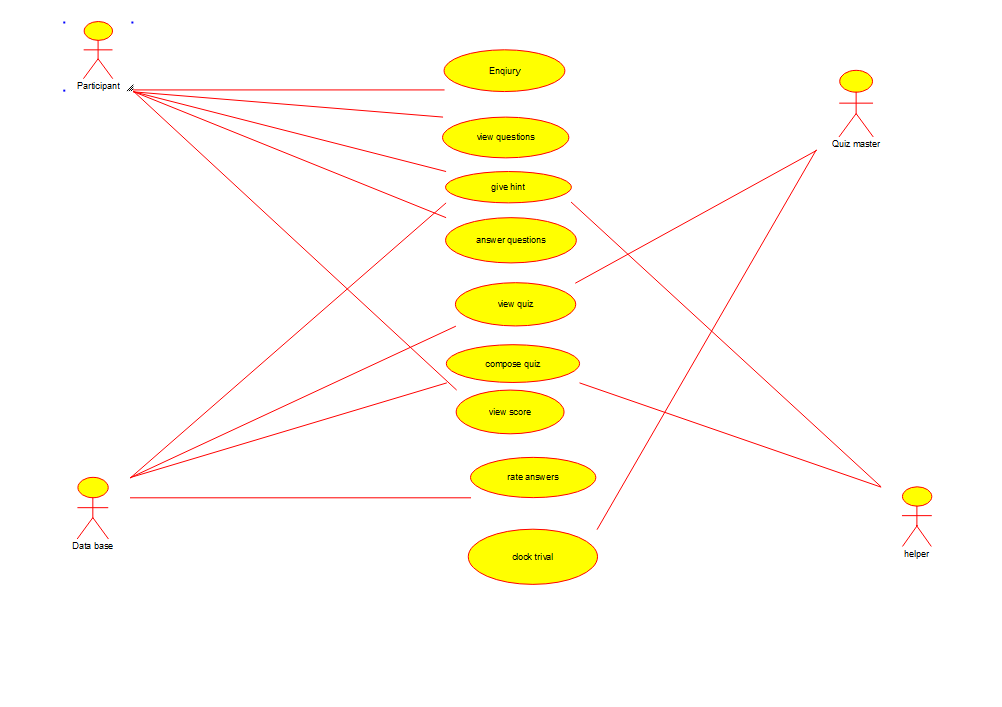 Participant
Enqiury
view questions
Quiz master
give hint
answer questions
view quiz
compose quiz
view score
rate answers
Data base
helper
clock trival